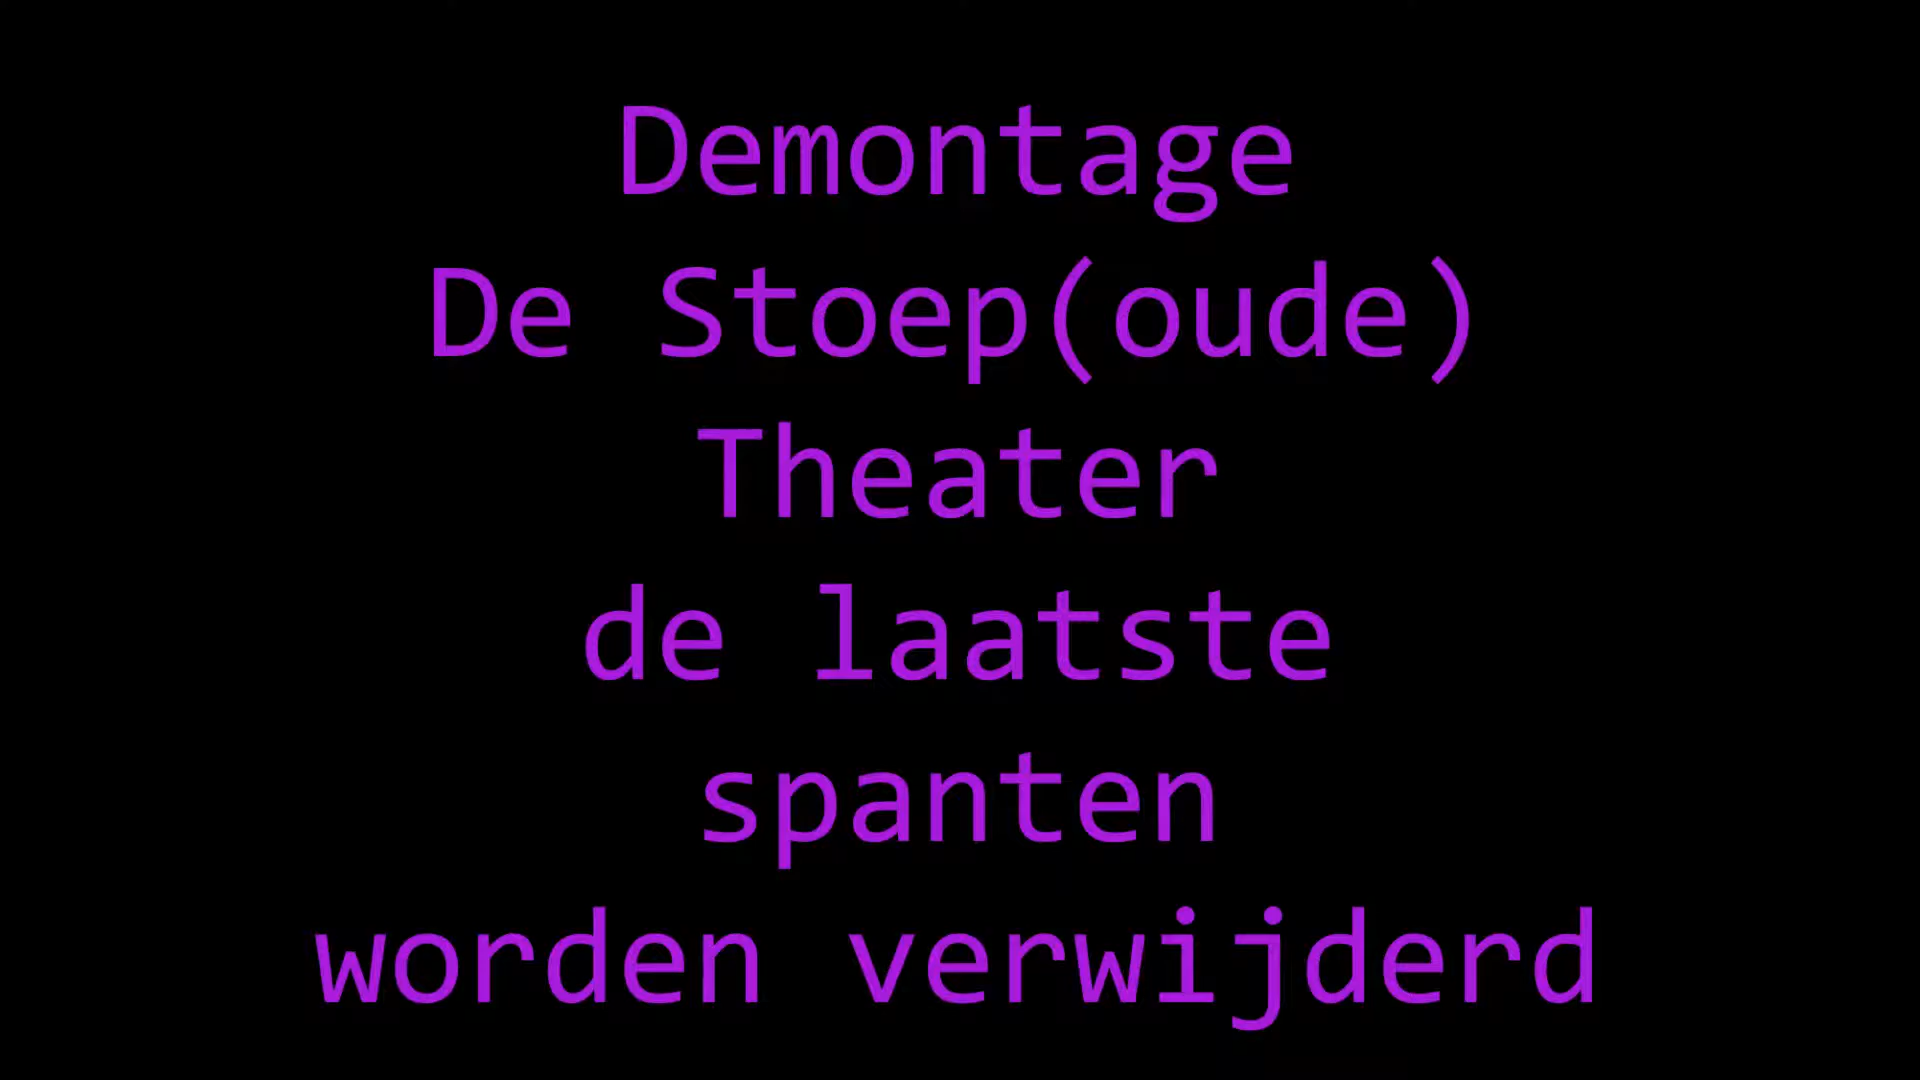 Demontage
De Stoep(oude)
Theater
de laatste
spanten
worden verwijderd